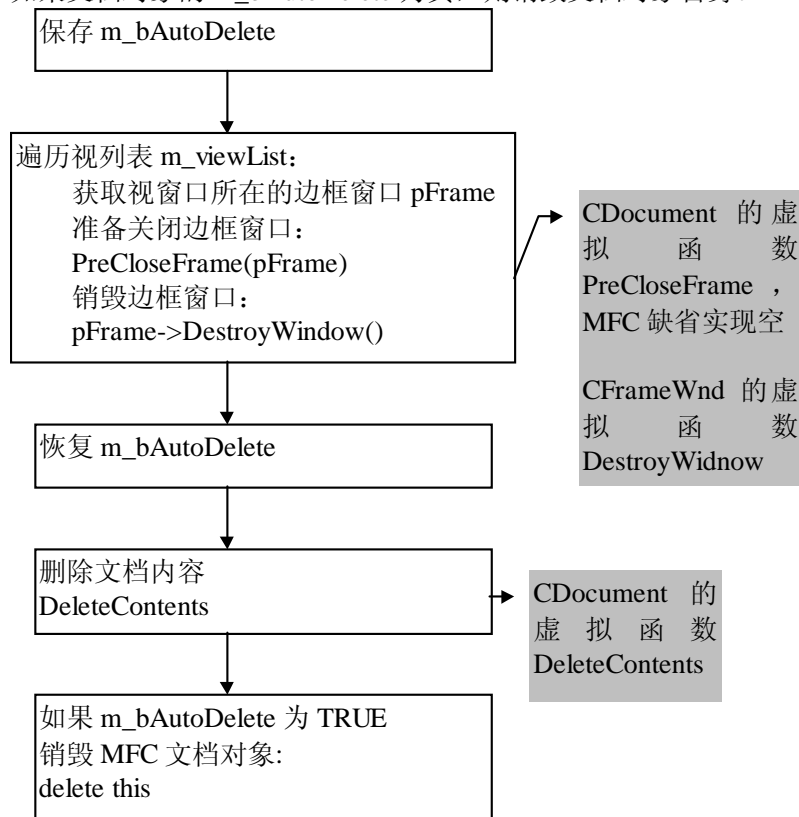 保存 m_bAutoDelete
遍历视列表 m_viewList：
获取视窗口所在的边框窗口 pFrame
准备关闭边框窗口：
PreCloseFrame(pFrame)
销毁边框窗口：
pFrame->DestroyWindow()
CDocument 的虚
拟函数
PreCloseFrame ，
MFC 缺省实现空
CFrameWnd 的虚
拟函数
DestroyWidnow
恢复 m_bAutoDelete
删除文档内容
DeleteContents
CDocument 的
虚拟函数
DeleteContents
如果 m_bAutoDelete 为 TRUE
销毁 MFC 文档对象:
delete this